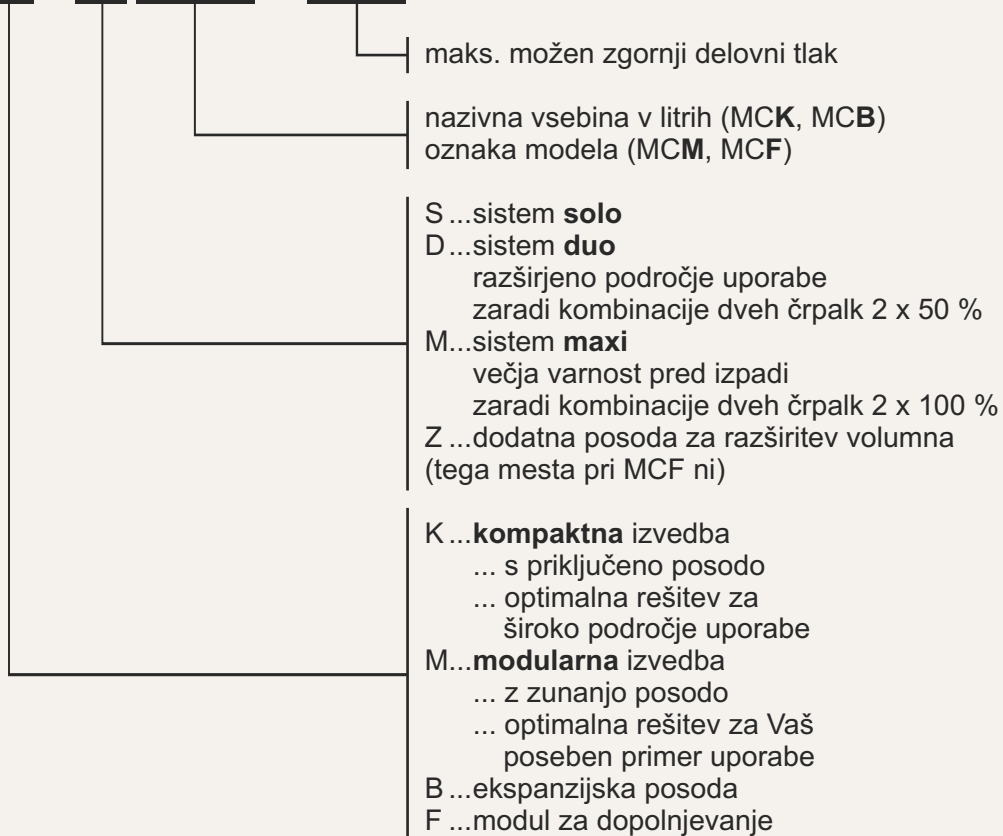 maks. možen zgornji delovni tlak
nazivna vsebina v litrih (MCK, MCB)
oznaka modela (MCM, MCF)
S ...sistem solo
D ...sistem duo
razširjeno področje uporabe
zaradi kombinacije dveh črpalk 2 x 50 %
M...sistem maxi
večja varnost pred izpadi
zaradi kombinacije dveh črpalk 2 x 100 %
Z ...dodatna posoda za razširitev volumna
(tega mesta pri MCF ni)
K ...kompaktna izvedba
... s priključeno posodo
... optimalna rešitev za
široko področje uporabe
M...modularna izvedba
... z zunanjo posodo
... optimalna rešitev za Vaš
poseben primer uporabe
B ...ekspanzijska posoda
F ...modul za dopolnjevanje